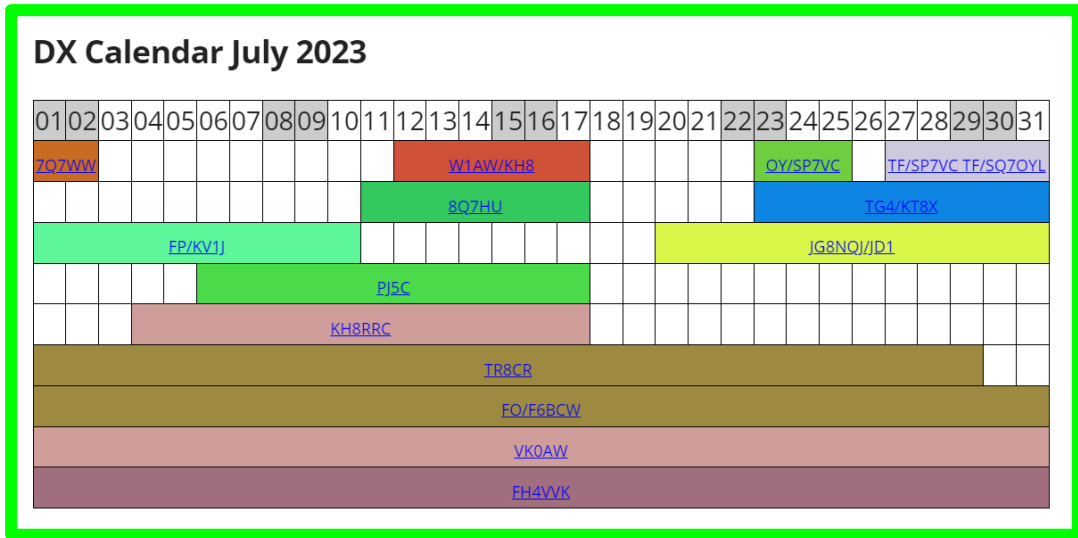 DX Calendar July 2023
01 02 03 04 05 06 07 08 09 10 11 12 13 14 15 16 17 18 19 20 21 22 23 24 25 26 27 28 29 30 31
7Q7WW W1AW/KH8 OY/SP7VC TF/SP7VC TF/SQ7OYL
8Q7HU TG4/KT8X
FP/KV1J JG8NQJ/JD1
PJ5C
KH8RRC
TR8CR
FO/F6BCW
VK0AW
FH4VVK